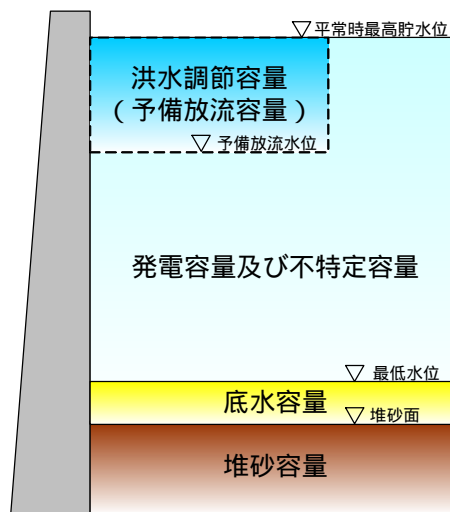 ▽平常時最高貯水位
洪水調節容量
（予備放流容量）
▽予備放流水位
発電容量及び不特定容量
▽最低水位
底水容量
▽堆砂面
堆砂容量